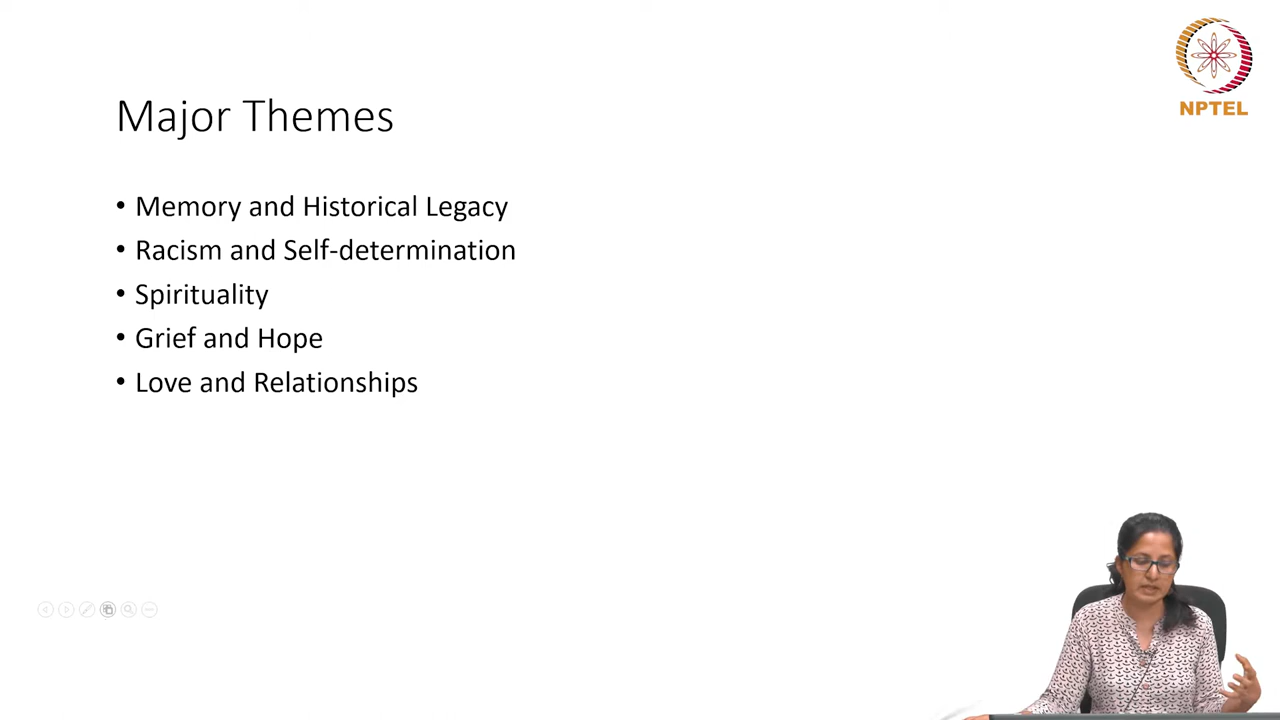 NPTEL
Major Themes
• Memory and Historical Legacy
• Racism and Self-determination
• Spirituality
• Grief and Hope
• Love and Relationships